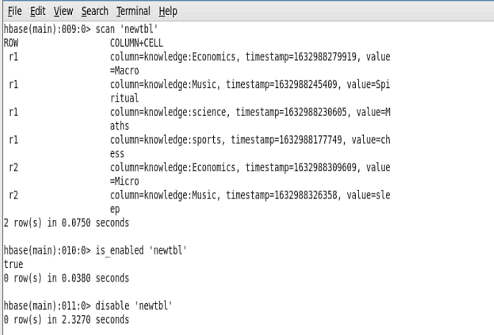 File Edit View Search Terminal Help
hbase(main):009:0> scan 'newtbl'
ROW COLUMN+CELL
r1 column=knowledge:Economics, timestamp=1632988279919, value
=Macro
r1 column=knowledge:Music, timestamp=1632988245409, value=Spi
ritual
r1 column=knowledge:science, timestamp=1632988230605, value=M
aths
r1 column=knowledge:sports, timestamp=1632988177749, value=ch
ess
r2 column=knowledge:Economics, timestamp=1632988309609, value
=Micro
r2 column=knowledge:Music, timestamp=1632988326358, value=sle
ep
2 row(s) in 0.0750 seconds
hbase(main):010:0> is_enabled 'newtbl'
true
0 row(s) in 0.0380 seconds
hbase(main):011:0> disable 'newtbl'
0 row(s) in 2.3270 seconds